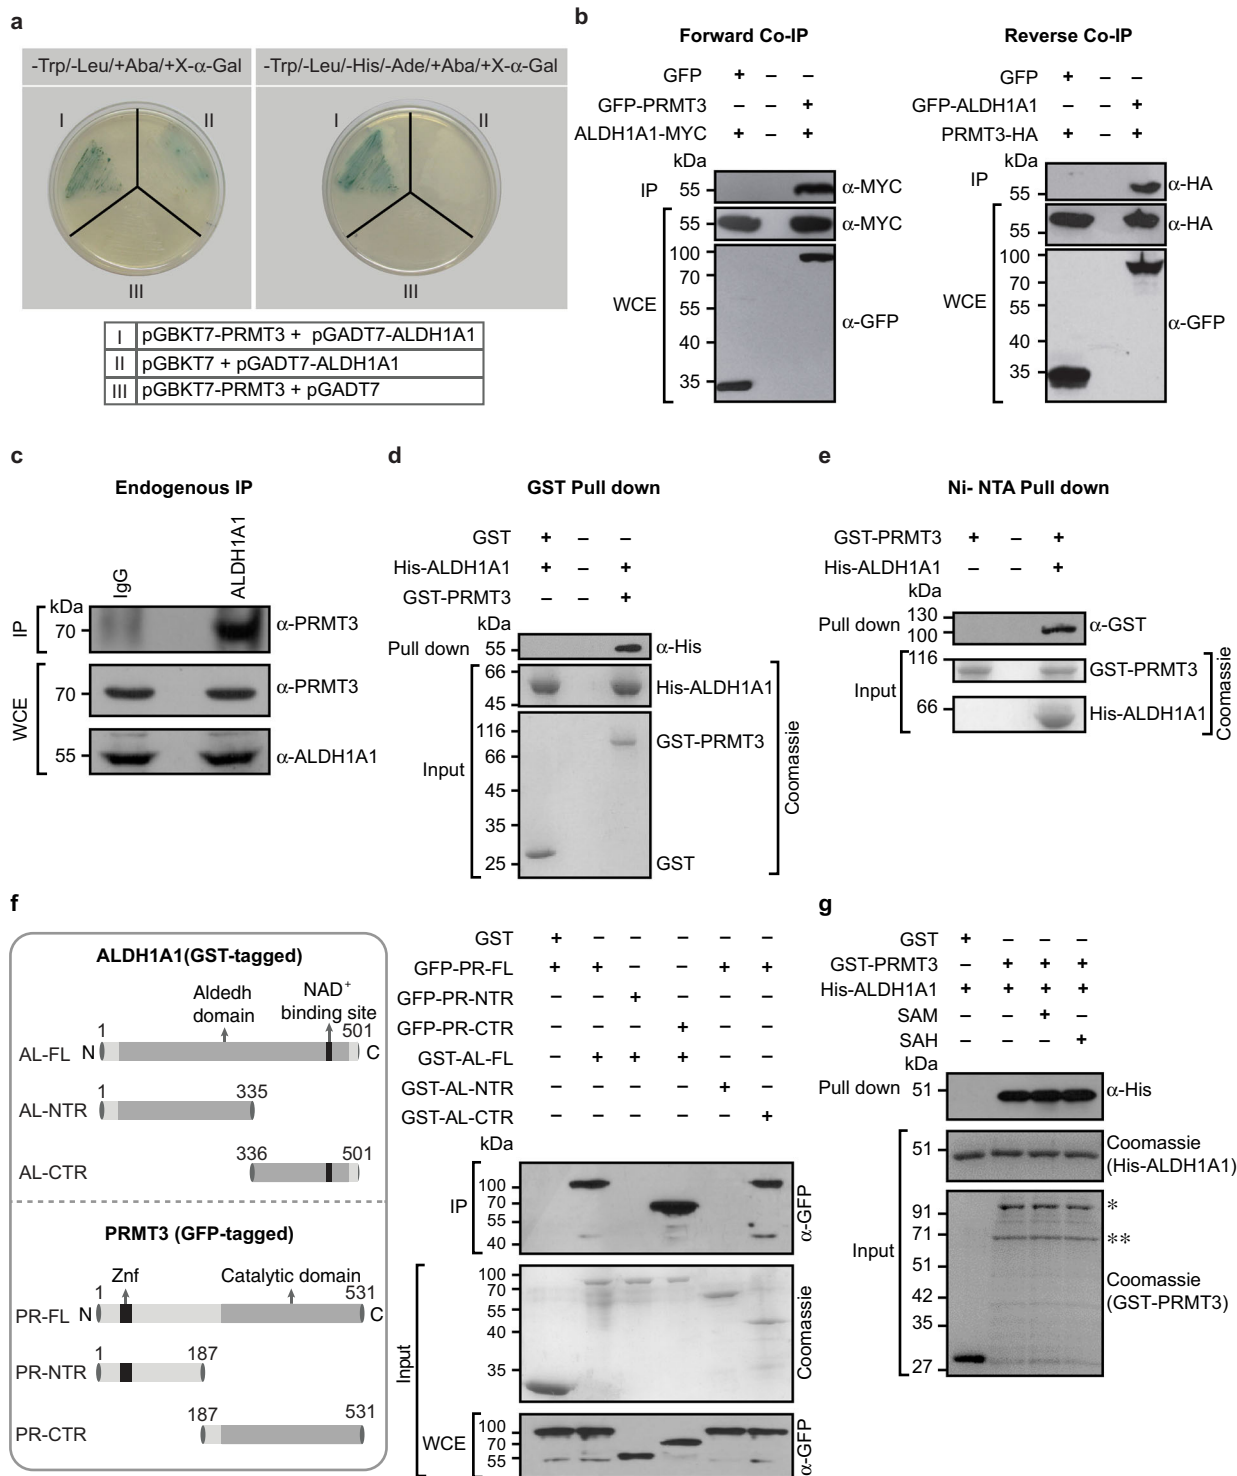 a
-Trp/-Leu/+Aba/+X-α-Gal
-Trp/-Leu/-His/-Ade/+Aba/+X-α-Gal
I
II
III
I
II
III
I pGBKT7-PRMT3 + pGADT7-ALDH1A1
II pGBKT7 + pGADT7-ALDH1A1
III pGBKT7-PRMT3 + pGADT7
b
Forward Co-IP
GFP + – –
GFP-PRMT3 – – +
ALDH1A1-MYC + – +
kDa
IP 55 α-MYC
55 α-MYC
WCE
100
70
55
40
35
α-GFP
Reverse Co-IP
GFP + – –
GFP-ALDH1A1 – – +
PRMT3-HA + – +
kDa
IP 55 α-HA
55 α-HA
WCE
100
70
55
40
35
α-GFP
c
Endogenous IP
IgG
ALDH1A1
kDa
IP 70 α-PRMT3
WCE
70 α-PRMT3
55 α-ALDH1A1
d
GST Pull down
GST + – –
His-ALDH1A1 + – +
GST-PRMT3 – – +
kDa
Pull down 55 α-His
66
45
His-ALDH1A1
Input
116
66
45
35
25
GST-PRMT3
GST
Coomassie
e
Ni- NTA Pull down
GST-PRMT3 + – +
His-ALDH1A1 – – +
kDa
Pull down
130
100
α-GST
Input
116 GST-PRMT3
66 His-ALDH1A1
Coomassie
f
ALDH1A1(GST-tagged)
Aldedh
domain
NAD+
binding site
1 501
AL-FL N C
1 335
AL-NTR
336 501
AL-CTR
PRMT3 (GFP-tagged)
Znf Catalytic domain
1 531
PR-FL N C
1 187
PR-NTR
187 531
PR-CTR
GST + – – – – –
GFP-PR-FL + + – – + +
GFP-PR-NTR – – + – – –
GFP-PR-CTR – – – + – –
GST-AL-FL – + + + – –
GST-AL-NTR – – – – + –
GST-AL-CTR – – – – – +
kDa
IP
100
70
55
40
α-GFP
Input
100
70
55
40
35
Coomassie
WCE
100
70
55
α-GFP
g
GST + – – –
GST-PRMT3 – + + +
His-ALDH1A1 + + + +
SAM – – + –
SAH – – – +
kDa
Pull down 51 α-His
Input
51 Coomassie
(His-ALDH1A1)
91 *
71 **
51
42
35
27
Coomassie
(GST-PRMT3)